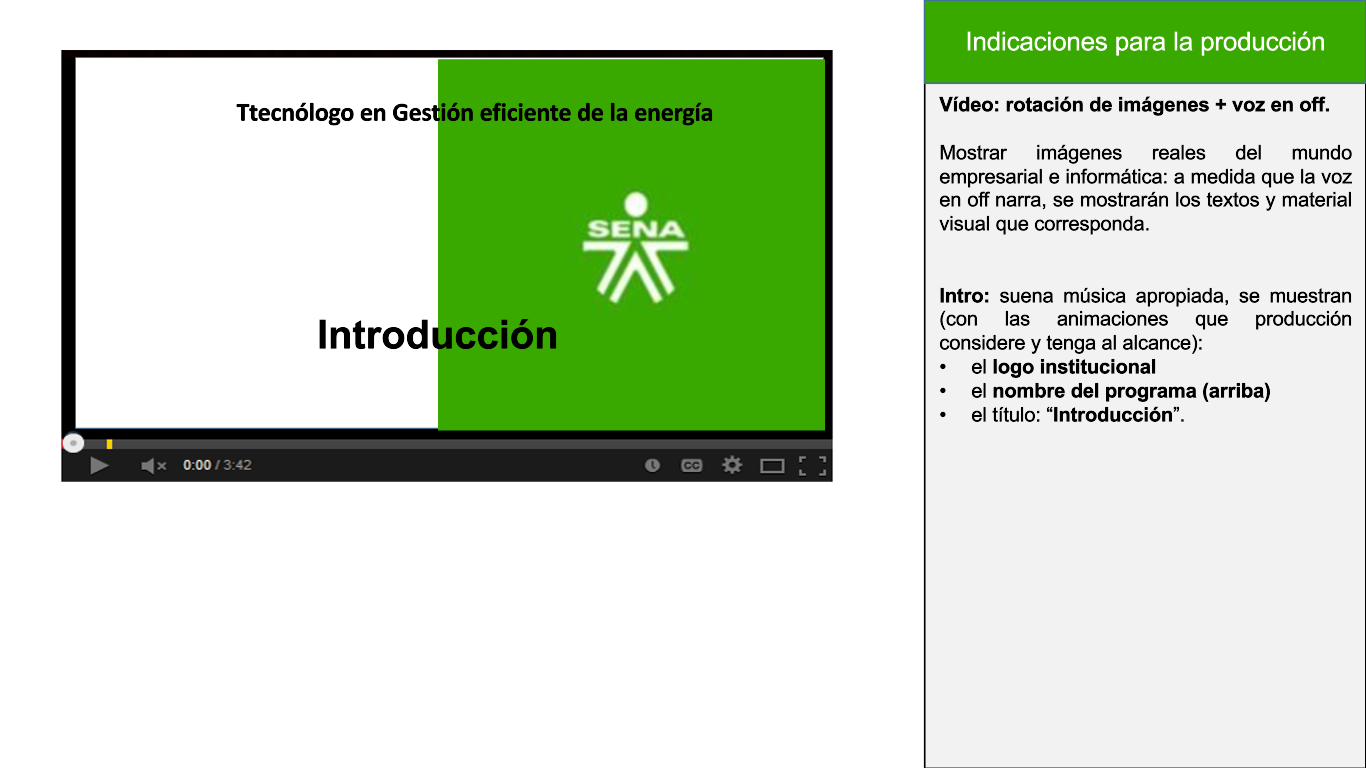 Ttecnólogo en Gestión eficiente de la energía
SENA
Introducción
0:00 / 3:42
CC
Indicaciones para la producción
Vídeo: rotación de imágenes + voz en off.
Mostrar imágenes reales del mundo
empresarial e informática: a medida que la voz
en off narra, se mostrarán los textos y material
visual que corresponda.
Intro: suena música apropiada, se muestran
(con las animaciones que producción
considere y tenga al alcance):
• el logo institucional
• el nombre del programa (arriba)
• el título: “Introducción”.